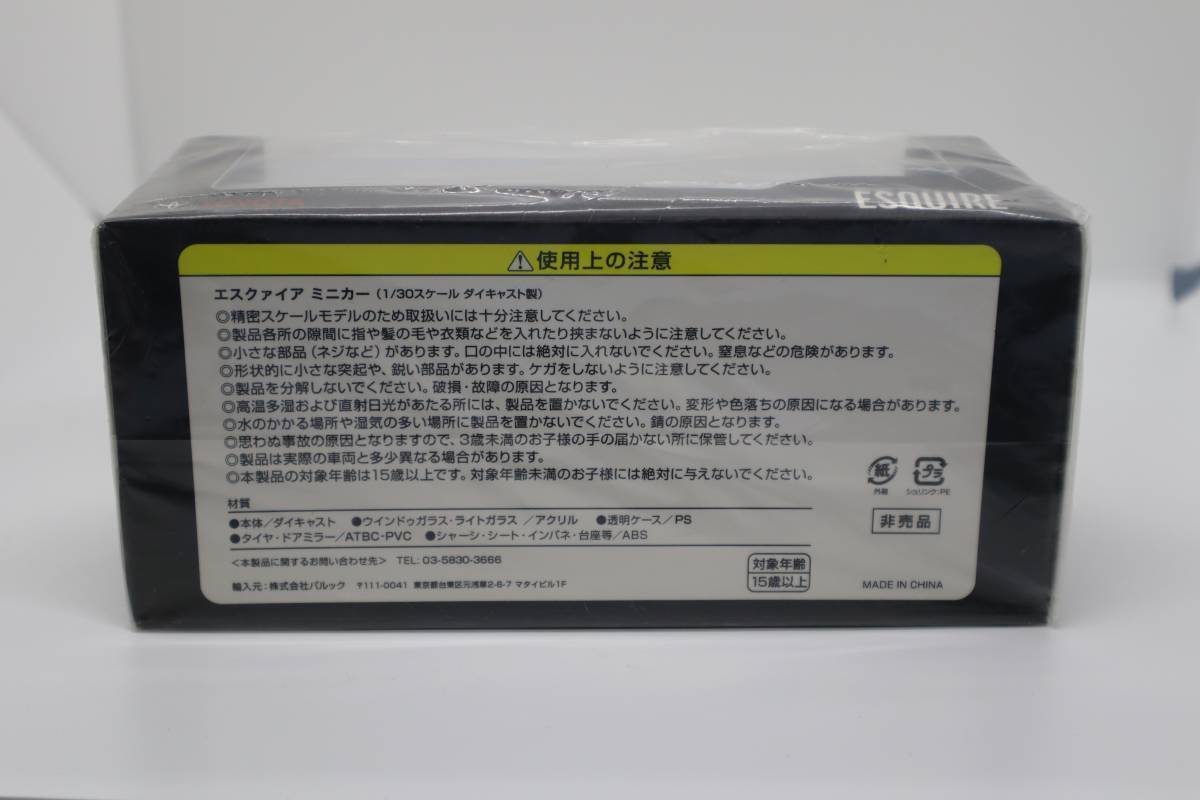 ESQUIRE
使用上の注意
エスクァイア ミニカー（1/30スケール ダイキャスト製）
◎精密スケールモデルのため取扱いには十分注意してください。
◎製品各所の隙間に指や髪の毛や衣類などを入れたり挟まないように注意してください。
◎小さな部品（ネジなど）があります。口の中には絶対に入れないでください。窒息などの危険があります。
◎形状的に小さな突起や、鋭い部品があります。ケガをしないように注意してください。
◎製品を分解しないでください。破損・故障の原因となります。
◎高温多湿および直射日光があたる所には、製品を置かないでください。変形や色落ちの原因になる場合があります。
◎水のかかる場所や湿気の多い場所に製品を置かないでください。錆の原因となります。
◎思わぬ事故の原因となりますので、3歳未満のお子様の手の届かない所に保管してください。
◎製品は実際の車両と多少異なる場合があります。
◎本製品の対象年齢は15歳以上です。対象年齢未満のお子様には絶対に与えないでください。
紙 プラ
外箱 シュリンク:PE
材質
●本体/ダイキャスト ●ウインドゥガラス・ライトガラス /アクリル ●透明ケース/PS
●タイヤ・ドアミラー/ATBC-PVC ●シャーシ・シート・インパネ・台座等/ABS
非売品
<本製品に関するお問い合わせ先> TEL: 03-5830-3666
輸入元：株式会社バルック 〒111-0041 東京都台東区元浅草2-6-7 マタイビル1F
対象年齢
15歳以上
MADE IN CHINA